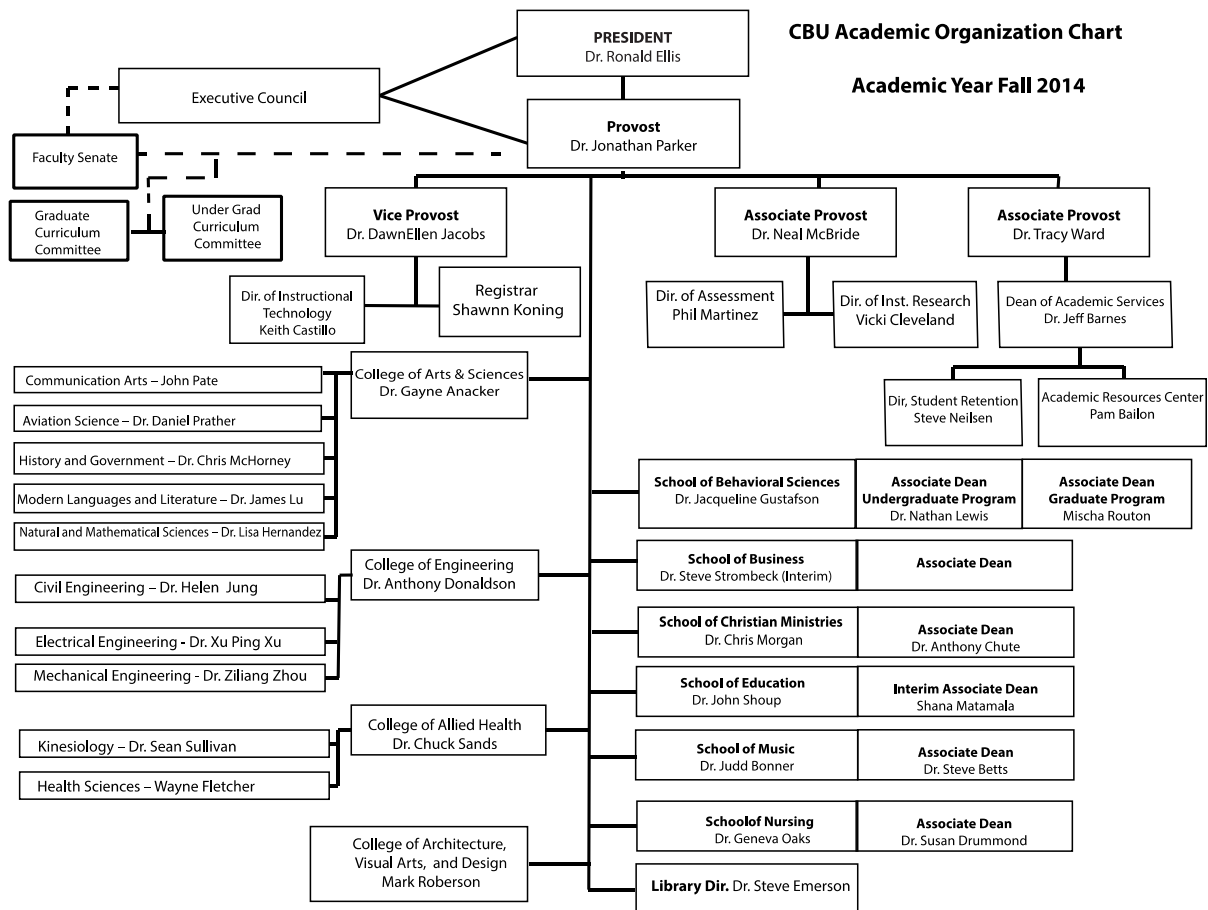 CBU Academic Organization Chart
Academic Year Fall 2014
PRESIDENT
Dr. Ronald Ellis
Executive Council
Provost
Dr. Jonathan Parker
Faculty Senate
Graduate
Curriculum
Committee
Under Grad
Curriculum
Committee
Vice Provost
Dr. DawnEllen Jacobs
Associate Provost
Dr. Neal McBride
Associate Provost
Dr. Tracy Ward
Dir. of Instructional
Technology
Keith Castillo
Registrar
Shawnn Koning
Dir. of Assessment
Phil Martinez
Dir. of Inst. Research
Vicki Cleveland
Dean of Academic Services
Dr. Jeff Barnes
Dir, Student Retention
Steve Neilsen
Academic Resources Center
Pam Bailon
College of Arts & Sciences
Dr. Gayne Anacker
Communication Arts – John Pate
Aviation Science – Dr. Daniel Prather
History and Government – Dr. Chris McHorney
Modern Languages and Literature – Dr. James Lu
Natural and Mathematical Sciences – Dr. Lisa Hernandez
College of Engineering
Dr. Anthony Donaldson
Civil Engineering – Dr. Helen Jung
Electrical Engineering - Dr. Xu Ping Xu
Mechanical Engineering - Dr. Ziliang Zhou
College of Allied Health
Dr. Chuck Sands
Kinesiology – Dr. Sean Sullivan
Health Sciences – Wayne Fletcher
College of Architecture,
Visual Arts, and Design
Mark Roberson
School of Behavioral Sciences
Dr. Jacqueline Gustafson
Associate Dean
Undergraduate Program
Dr. Nathan Lewis
Associate Dean
Graduate Program
Mischa Routon
School of Business
Dr. Steve Strombeck (Interim)
Associate Dean
School of Christian Ministries
Dr. Chris Morgan
Associate Dean
Dr. Anthony Chute
School of Education
Dr. John Shoup
Interim Associate Dean
Shana Matamala
School of Music
Dr. Judd Bonner
Associate Dean
Dr. Steve Betts
Schoolof Nursing
Dr. Geneva Oaks
Associate Dean
Dr. Susan Drummond
Library Dir. Dr. Steve Emerson